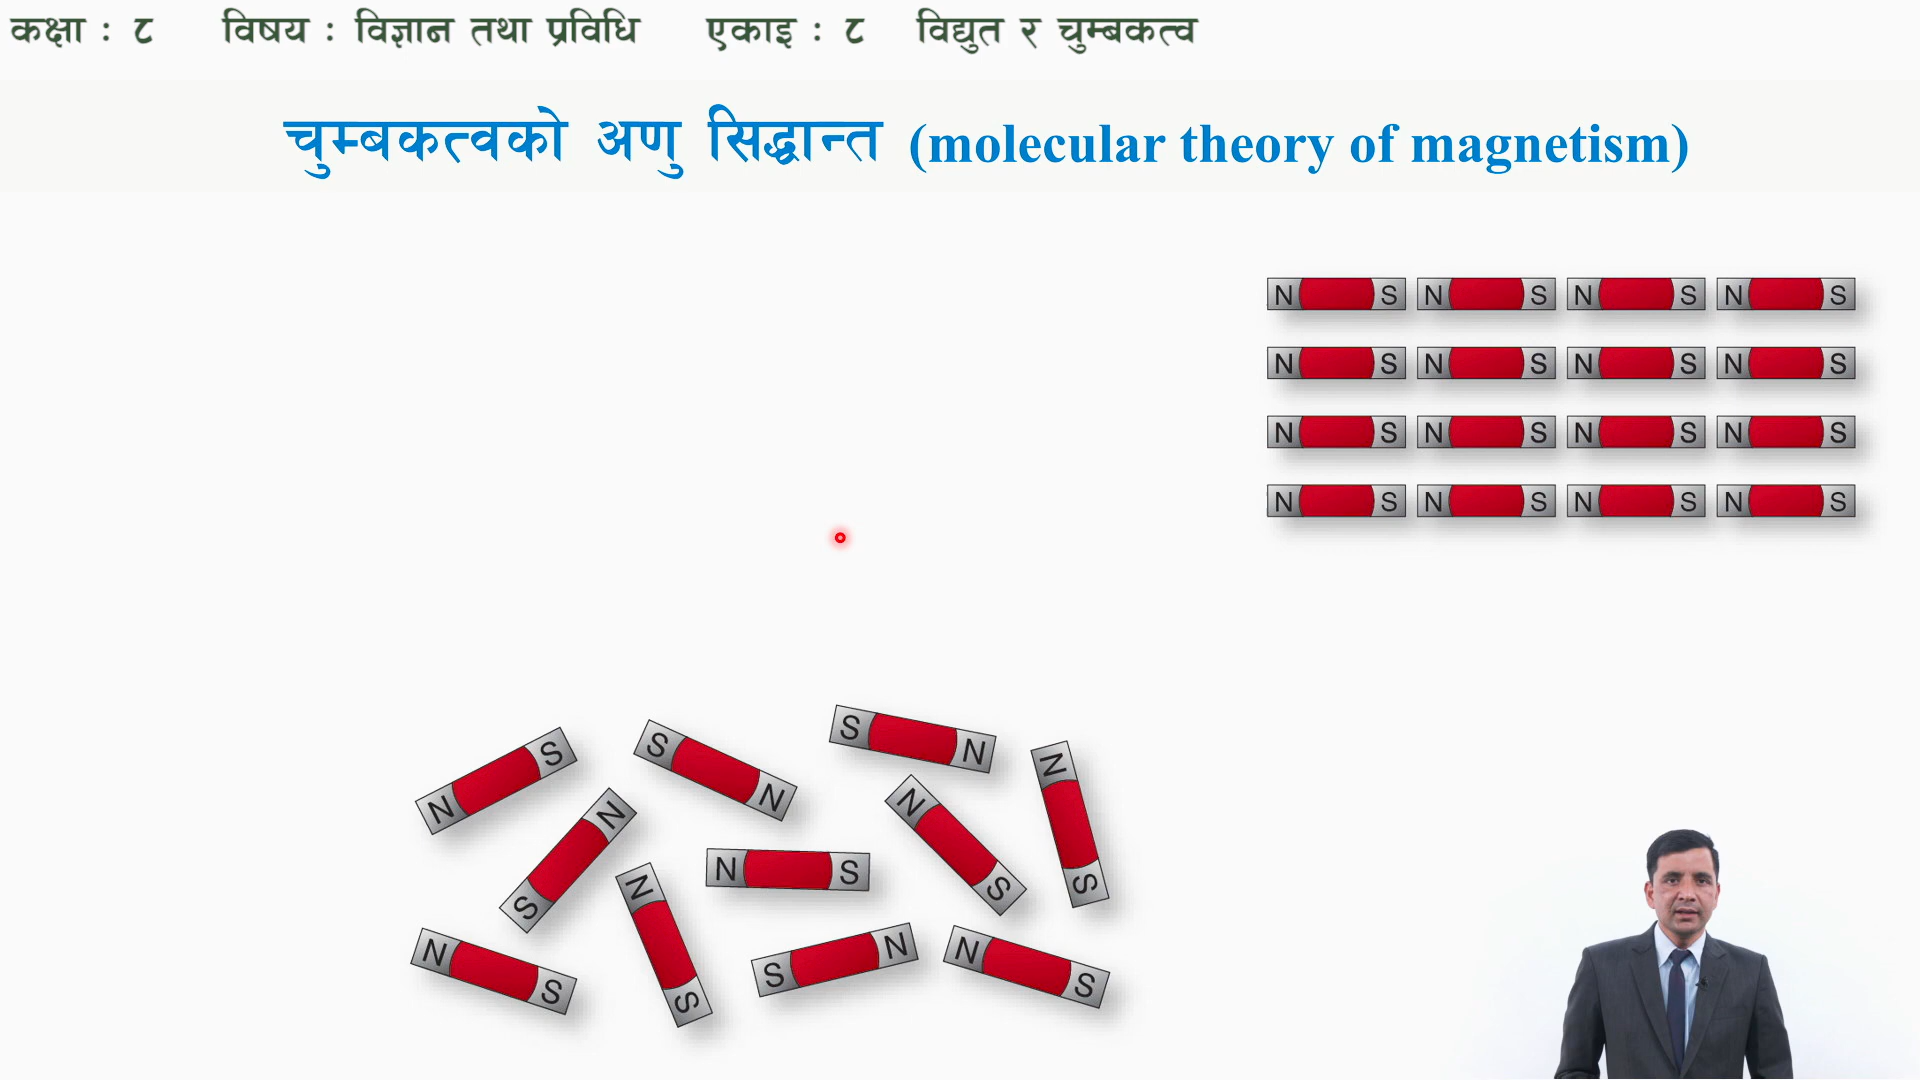 कक्षा : ८ विषय : विज्ञान तथा प्रविधि एकाइ : ८ विद्युत र चुम्बकत्व
चुम्बकत्वको अणु सिद्धान्त (molecular theory of magnetism)
N S N S N S N S
N S N S N S N S
N S N S N S N S
N S N S N S N S
N S
S N
S N
N S
S N
N S
N S
N S
N S
S N
N S